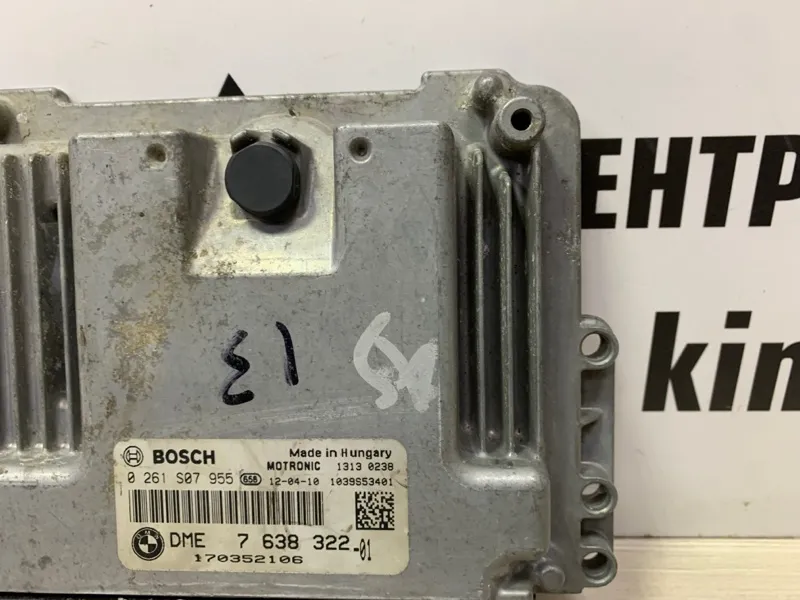 ЕНТР
kin
13
BOSCH
Made in Hungary
MOTRONIC 1313 0238
0 261 S07 955 658 12-04-10 1039S53401
DME 7 638 322-01
170352106